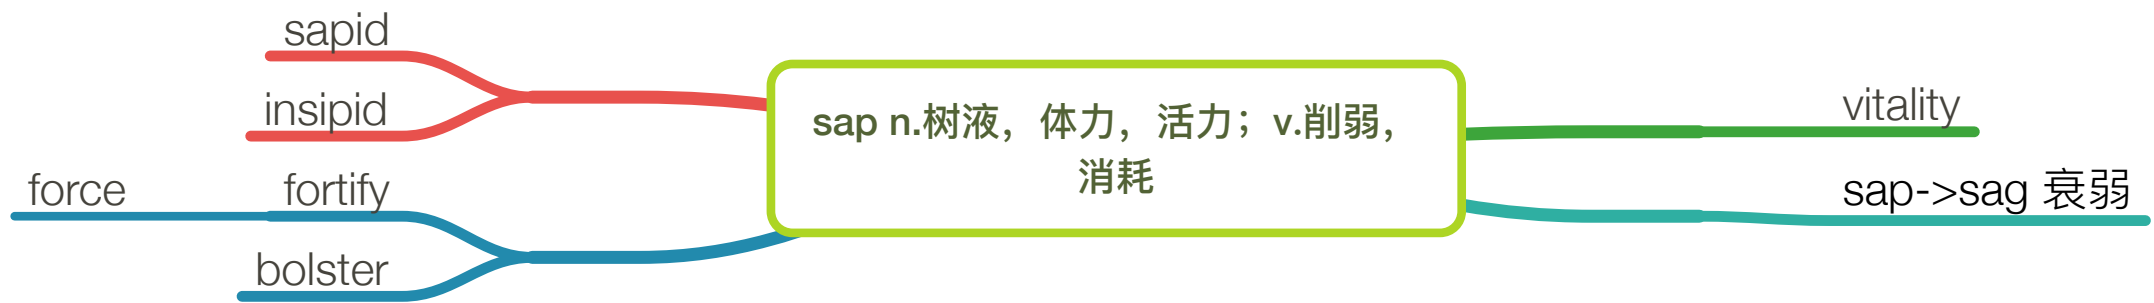 sapid
insipid
force
fortify
bolster
sap n.树液，体力，活力；v.削弱，
消耗
vitality
sap->sag 衰弱